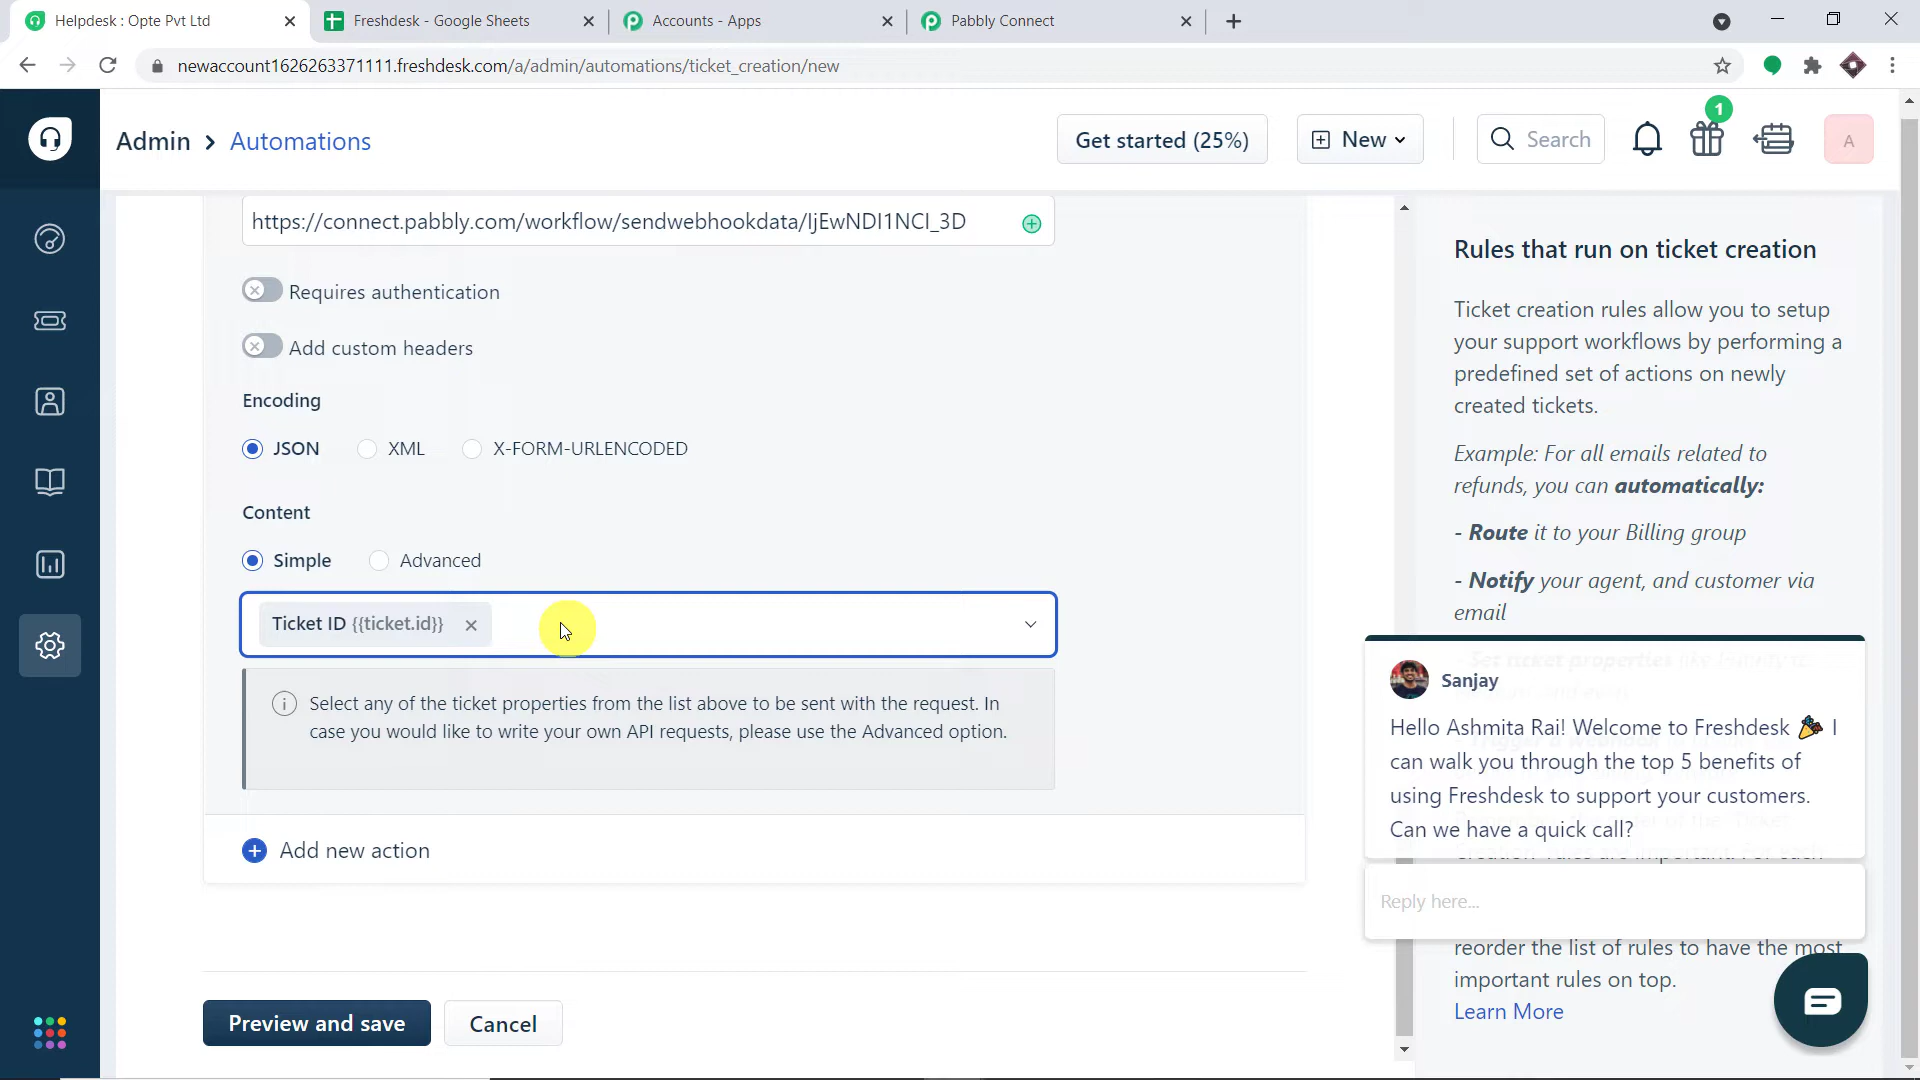 Helpdesk : Opte Pvt Ltd
Freshdesk - Google Sheets
Accounts - Apps
Pabbly Connect
newaccount1626263371111.freshdesk.com/a/admin/automations/ticket_creation/new
Admin > Automations
Get started (25%)
New
Search
1
A
https://connect.pabbly.com/workflow/sendwebhookdata/IjEwNDI1NCI_3D
Requires authentication
Add custom headers
Encoding
JSON
XML
X-FORM-URLENCODED
Content
Simple
Advanced
Ticket ID {{ticket.id}}
Select any of the ticket properties from the list above to be sent with the request. In
case you would like to write your own API requests, please use the Advanced option.
Add new action
Preview and save
Cancel
Rules that run on ticket creation
Ticket creation rules allow you to setup
your support workflows by performing a
predefined set of actions on newly
created tickets.
Example: For all emails related to
refunds, you can automatically:
- Route it to your Billing group
- Notify your agent, and customer via
email
Sanjay
Hello Ashmita Rai! Welcome to Freshdesk 🎉 I
can walk you through the top 5 benefits of
using Freshdesk to support your customers.
Can we have a quick call?
Reply here...
reorder the list of rules to have the most
important rules on top.
Learn More